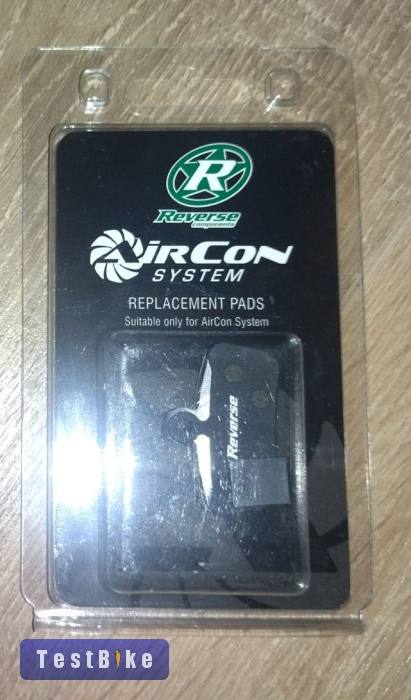 R
Reverse
components
AIRCON
SYSTEM
REPLACEMENT PADS
Suitable only for AirCon System
Reverse
TestBike